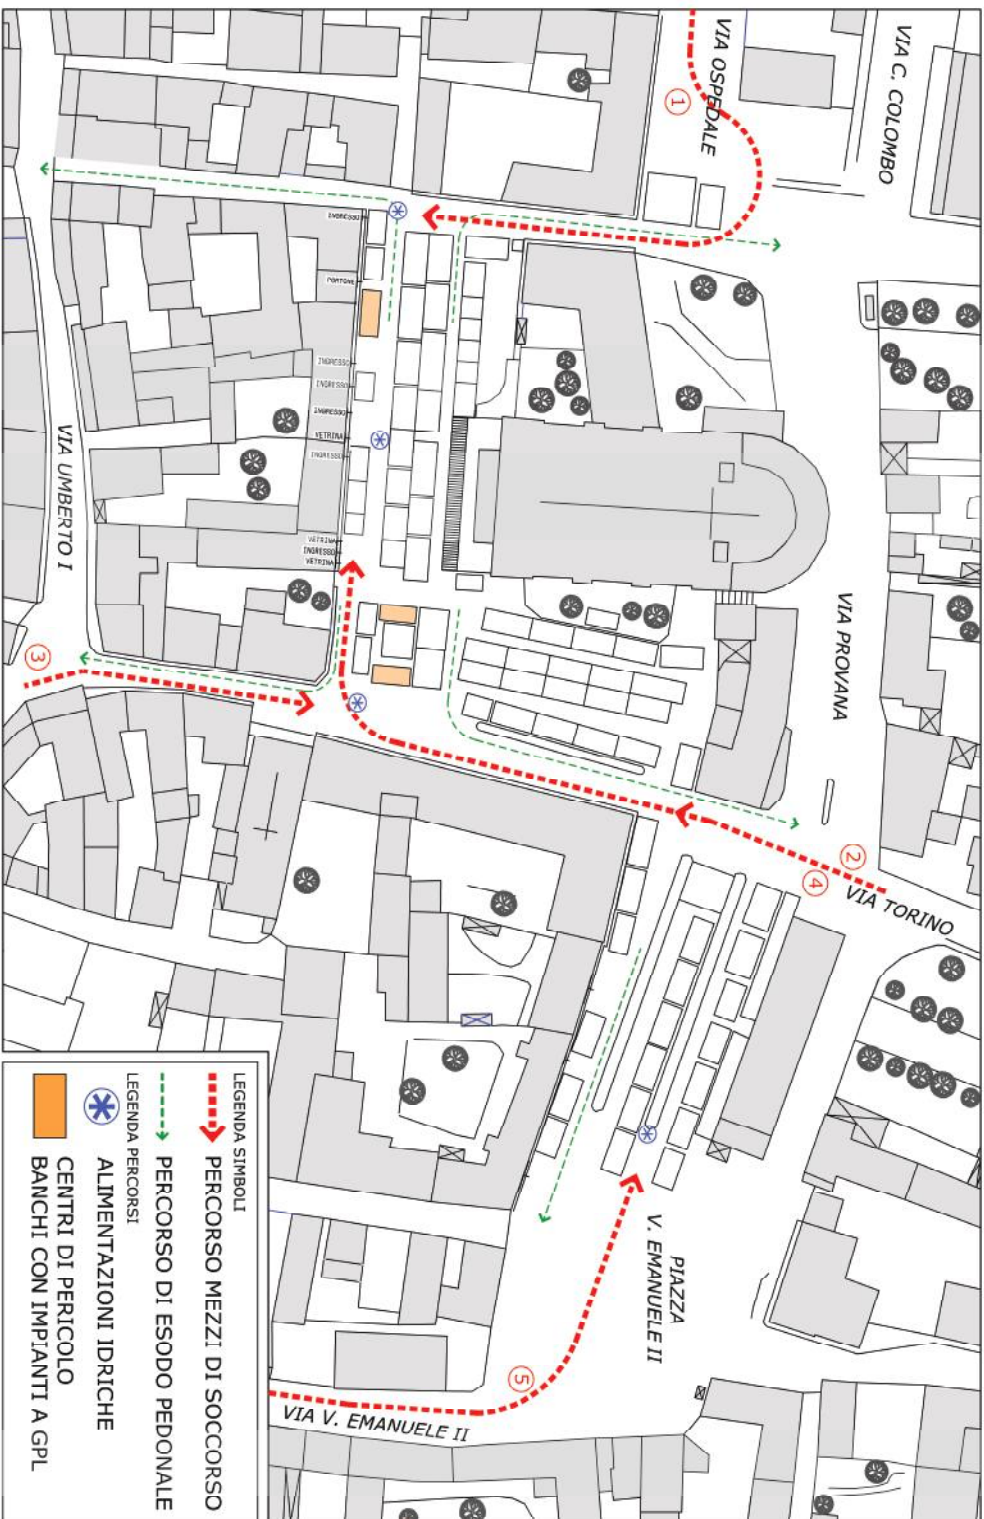 VIA OSPEDALE
VIA C. COLOMBO
1
INGRESSO
PORTONE
INGRESSO
INGRESSO
INGRESSO
VETRINA
INGRESSO
VETRINA
INGRESSO
VETRINA
VIA UMBERTO I
VIA PROVANA
3
2
4
VIA TORINO
PIAZZA
V. EMANUELE II
5
VIA V. EMANUELE II
LEGENDA SIMBOLI
PERCORSO MEZZI DI SOCCORSO
PERCORSO DI ESODO PEDONALE
LEGENDA PERCORSI
ALIMENTAZIONI IDRICHE
CENTRI DI PERICOLO
BANCHI CON IMPIANTI A GPL